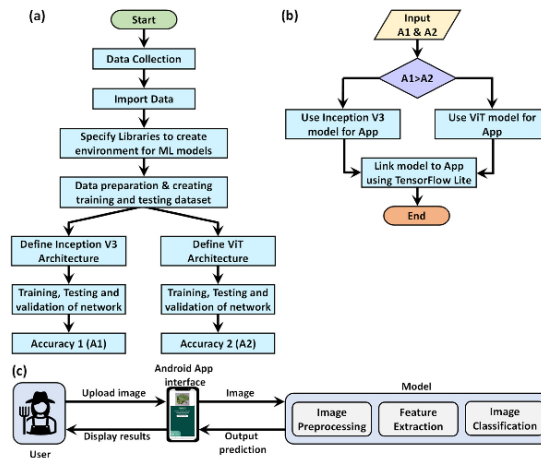 (a)
Start
Data Collection
Import Data
Specify Libraries to create
environment for ML models
Data preparation & creating
training and testing dataset
Define Inception V3
Architecture
Define ViT
Architecture
Training, Testing and
validation of network
Training, Testing and
validation of network
Accuracy 1 (A1)
Accuracy 2 (A2)
(b)
Input
A1 & A2
A1>A2
Use Inception V3
model for App
Use ViT model for
App
Link model to App
using TensorFlow Lite
End
(c)
User
Upload image
Display results
Android App
interface
Image
Output
prediction
Model
Image
Preprocessing
Feature
Extraction
Image
Classification